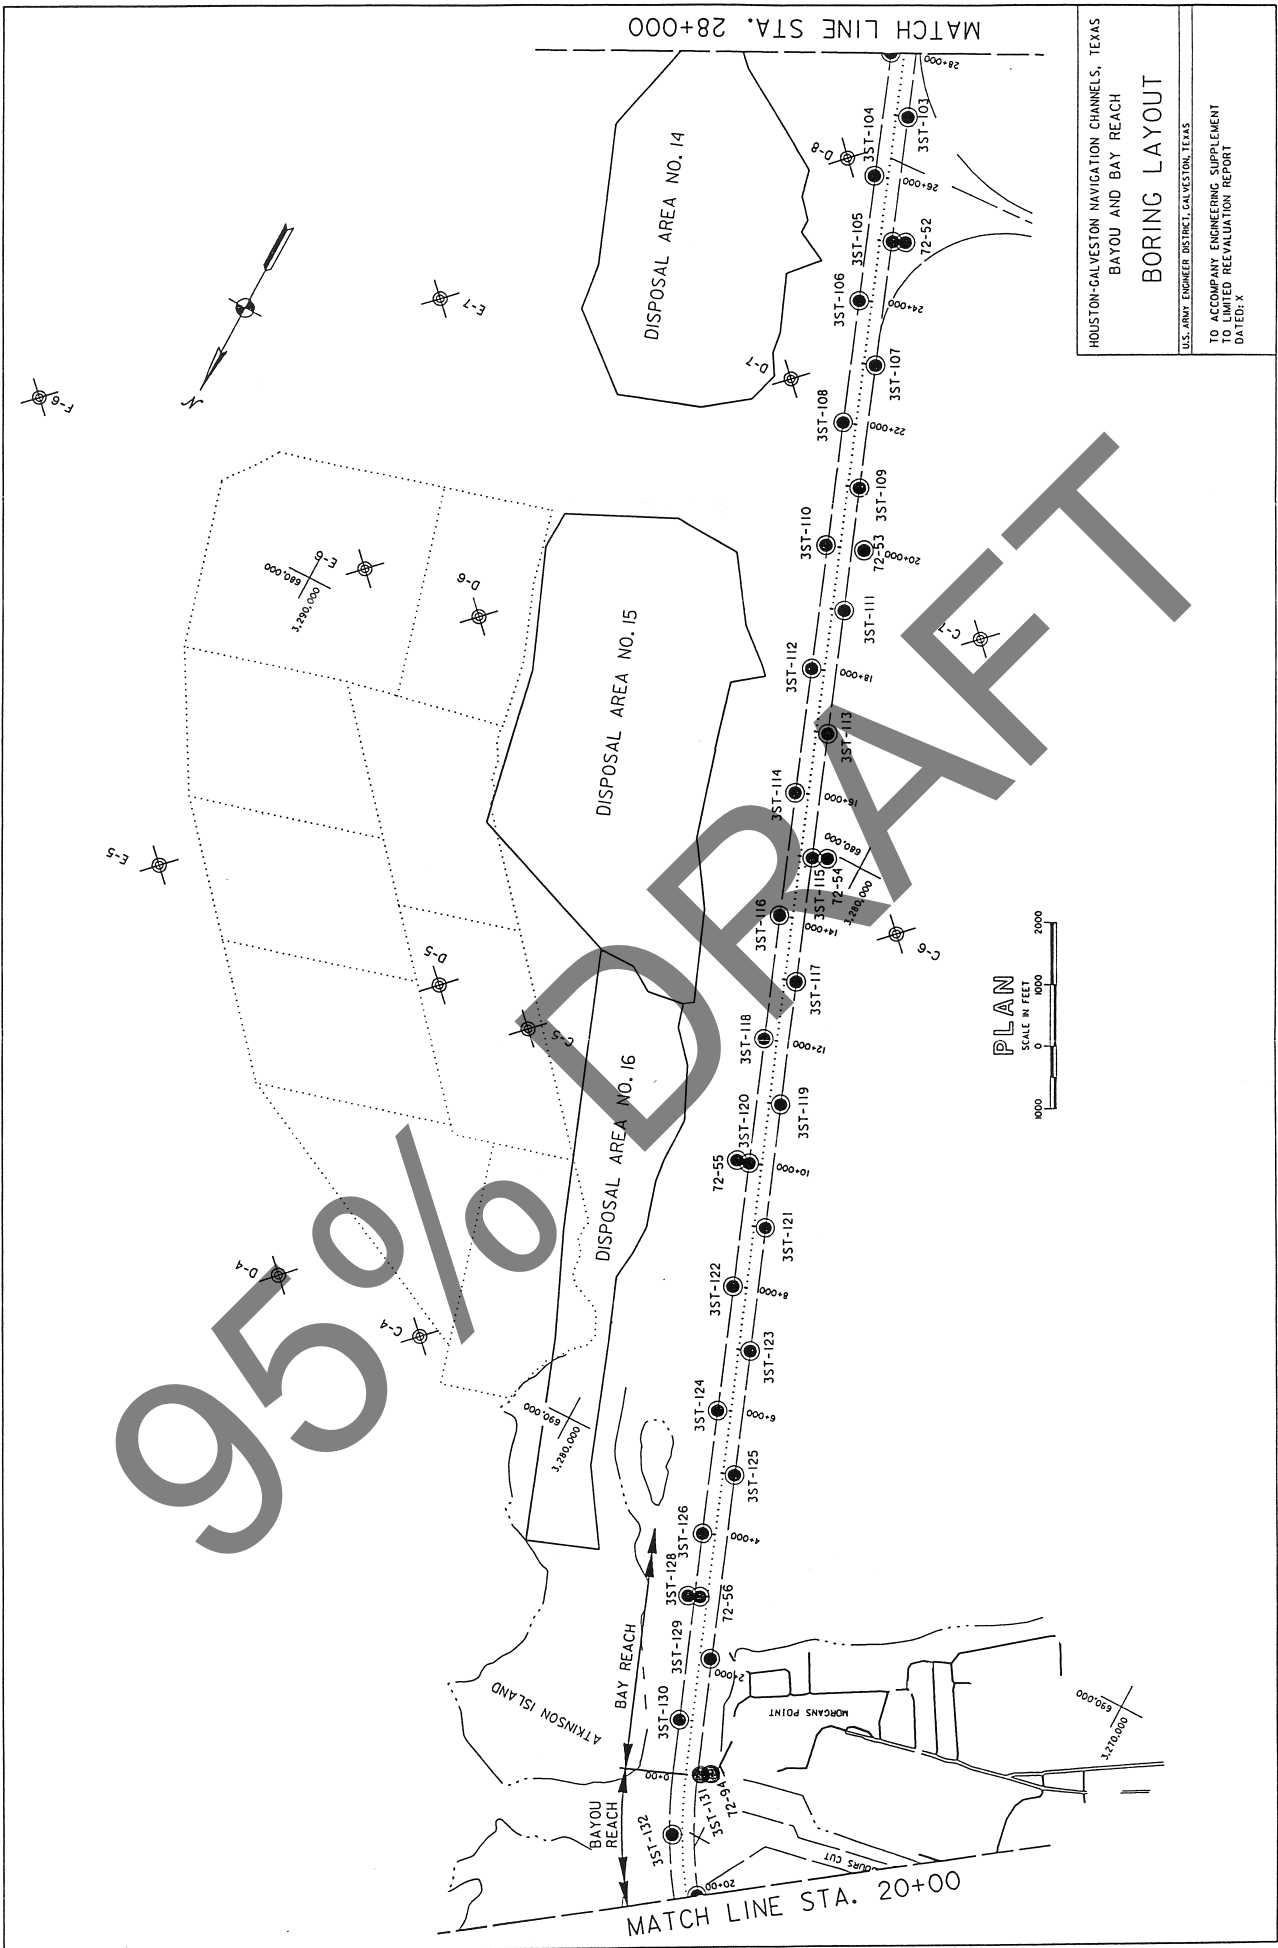 MATCH LINE STA. 28+000
HOUSTON-GALVESTON NAVIGATION CHANNELS, TEXAS
BAYOU AND BAY REACH
BORING LAYOUT
U.S. ARMY ENGINEER DISTRICT, GALVESTON, TEXAS
TO ACCOMPANY ENGINEERING SUPPLEMENT
TO LIMITED REEVALUATION REPORT
DATED: X
28+000
3ST-103
3ST-104
D-8
26+000
DISPOSAL AREA NO. 14
3ST-105
72-52
3ST-106
24+000
E-7
N
F-6
D-7
3ST-107
3ST-108
22+000
3ST-109
3ST-110
72-53
20+000
E-6
680,000
3,290,000
D-6
3ST-111
C-7
DISPOSAL AREA NO. 15
3ST-112
18+000
3ST-113
3ST-114
16+000
E-5
680,000
3,280,000
3ST-115
72-54
3ST-116
14+000
C-6
D-5
3ST-117
C-5
3ST-118
12+000
PLAN
SCALE IN FEET
1000 0 1000 2000
DISPOSAL AREA NO. 16
3ST-119
3ST-120
72-55
10+000
3ST-121
D-4
3ST-122
8+000
C-4
3ST-123
3ST-124
6+000
690,000
3,280,000
3ST-125
3ST-126
4+000
3ST-128
72-56
3ST-129
2+000
BAY REACH
ATKINSON ISLAND
3ST-130
MORGANS POINT
690,000
3,270,000
0+00
3ST-131
72-94
BAYOU
REACH
3ST-132
OURS CUT
20+00
MATCH LINE STA. 20+00
95% DRAFT